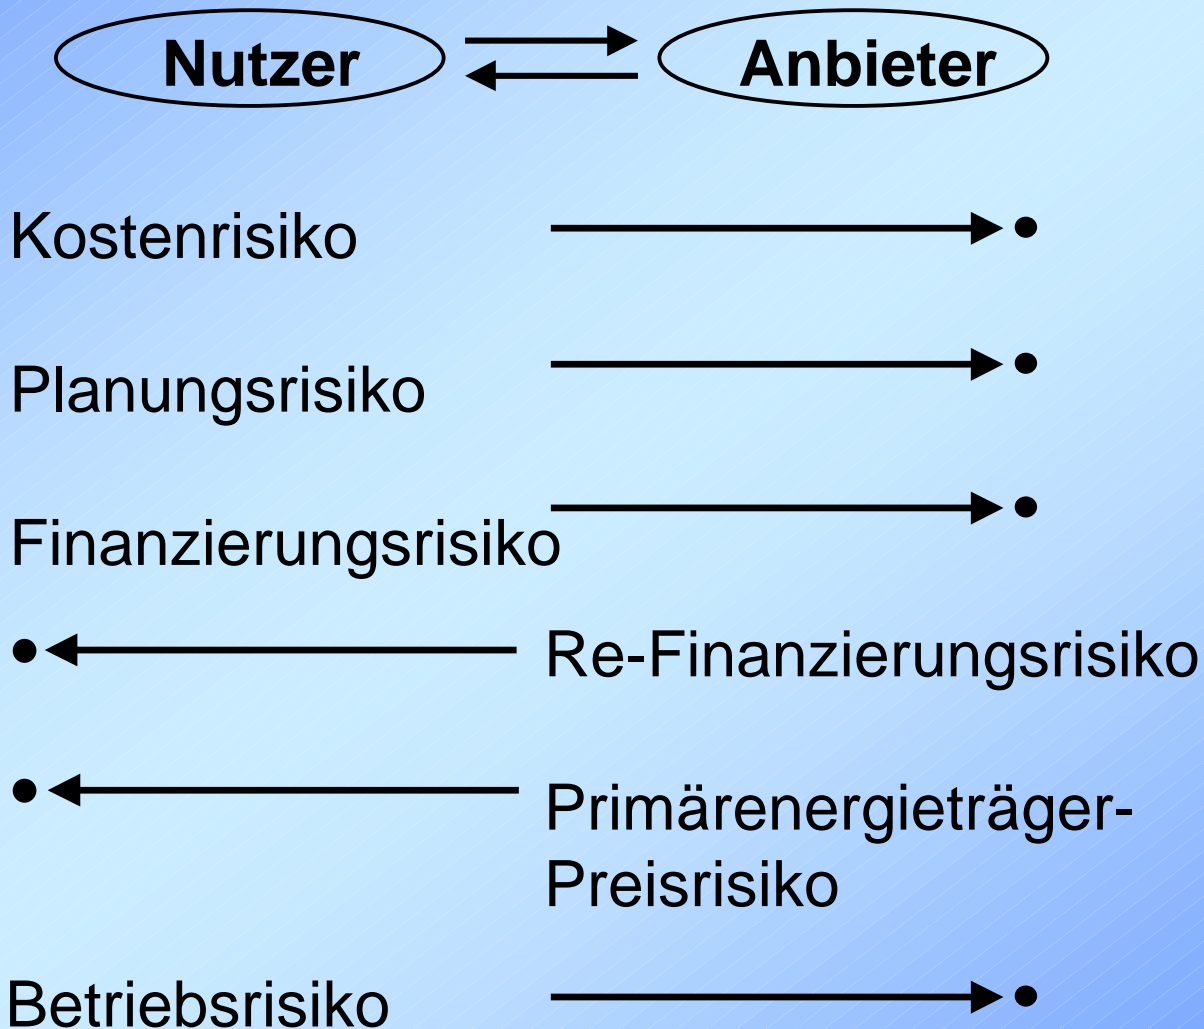 Nutzer Anbieter
Kostenrisiko
Planungsrisiko
Finanzierungsrisiko
Re-Finanzierungsrisiko
Primärenergieträger-
Preisrisiko
Betriebsrisiko